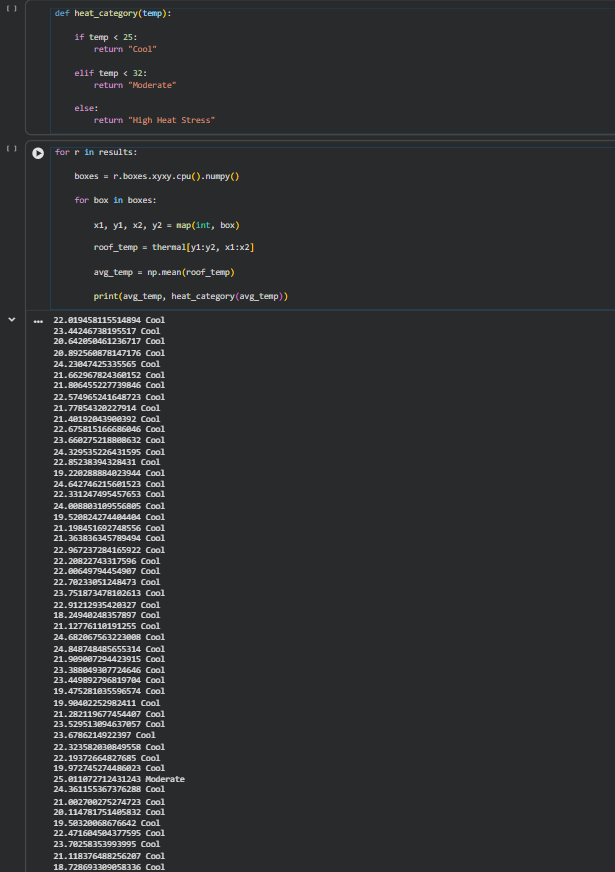 [ ]
def heat_category(temp):
if temp < 25:
return "Cool"
elif temp < 32:
return "Moderate"
else:
return "High Heat Stress"
[ ]
for r in results:
boxes = r.boxes.xyxy.cpu().numpy()
for box in boxes:
x1, y1, x2, y2 = map(int, box)
roof_temp = thermal[y1:y2, x1:x2]
avg_temp = np.mean(roof_temp)
print(avg_temp, heat_category(avg_temp))
22.019458115514894 Cool
23.44246738195517 Cool
20.642050461236717 Cool
20.892560878147176 Cool
24.23047425335565 Cool
21.662967824360152 Cool
21.806455227739846 Cool
22.574965241648723 Cool
21.77854320227914 Cool
21.40192043900392 Cool
22.675815166686046 Cool
23.660275218808632 Cool
24.329535226431595 Cool
22.85238394328431 Cool
19.220288884023944 Cool
24.642746215601523 Cool
22.331247495457653 Cool
24.008803109556805 Cool
19.520824274404404 Cool
21.198451692748556 Cool
21.363836345789494 Cool
22.967237284165922 Cool
22.20822743317596 Cool
22.00649794454907 Cool
22.70233051248473 Cool
23.751873478102613 Cool
22.91212935420327 Cool
18.24940248357897 Cool
21.12776110191255 Cool
24.682067563223008 Cool
24.848748485655314 Cool
21.909007294423915 Cool
23.388049307724646 Cool
23.449892796819704 Cool
19.475281035596574 Cool
19.90402252982411 Cool
21.282119677454407 Cool
23.529513094637057 Cool
23.6786214922397 Cool
22.323582030849558 Cool
22.19372664827685 Cool
19.972745274486023 Cool
25.011072712431243 Moderate
24.361155367376288 Cool
21.002700275274723 Cool
20.114781751405832 Cool
19.50320068676642 Cool
22.471604504377595 Cool
23.70258353993995 Cool
21.118376488256207 Cool
18.728693309058336 Cool